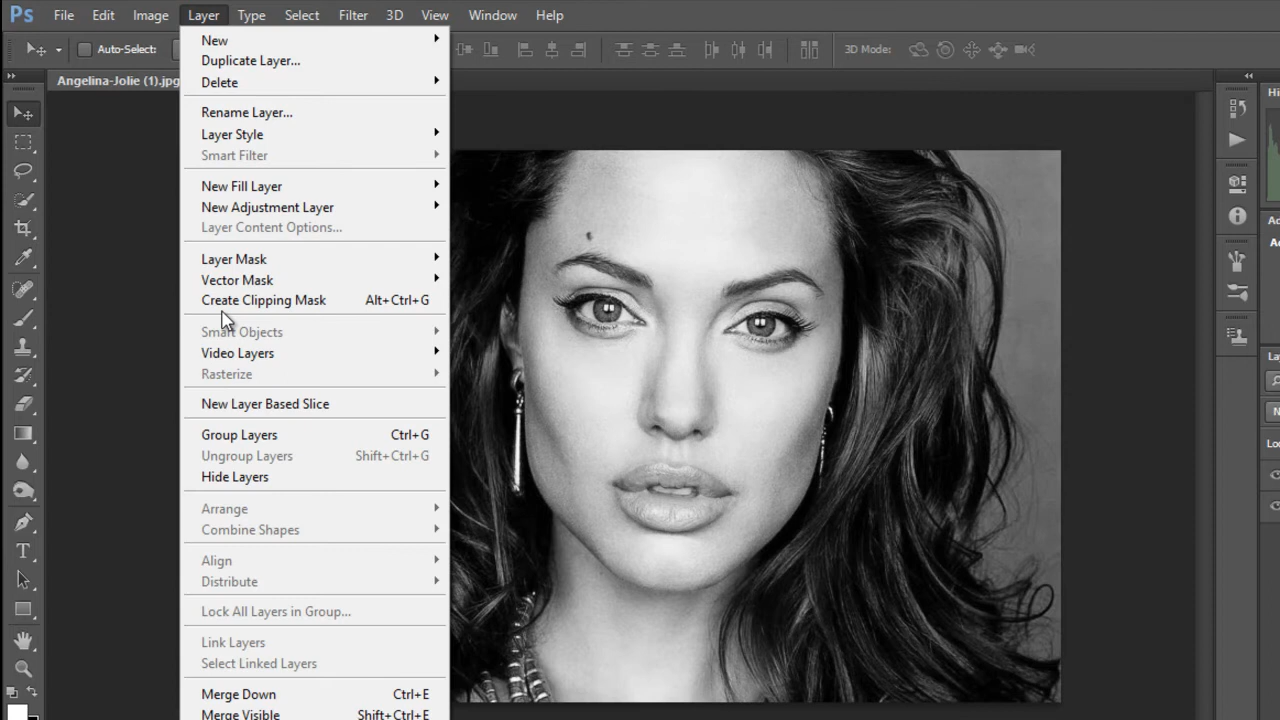 Ps File Edit Image Layer Type Select Filter 3D View Window Help
Auto-Select: 3D Mode:
Angelina-Jolie (1).jpg
New
Duplicate Layer...
Delete
Rename Layer...
Layer Style
Smart Filter
New Fill Layer
New Adjustment Layer
Layer Content Options...
Layer Mask
Vector Mask
Create Clipping Mask Alt+Ctrl+G
Smart Objects
Video Layers
Rasterize
New Layer Based Slice
Group Layers Ctrl+G
Ungroup Layers Shift+Ctrl+G
Hide Layers
Arrange
Combine Shapes
Align
Distribute
Lock All Layers in Group...
Link Layers
Select Linked Layers
Merge Down Ctrl+E
Merge Visible Shift+Ctrl+E